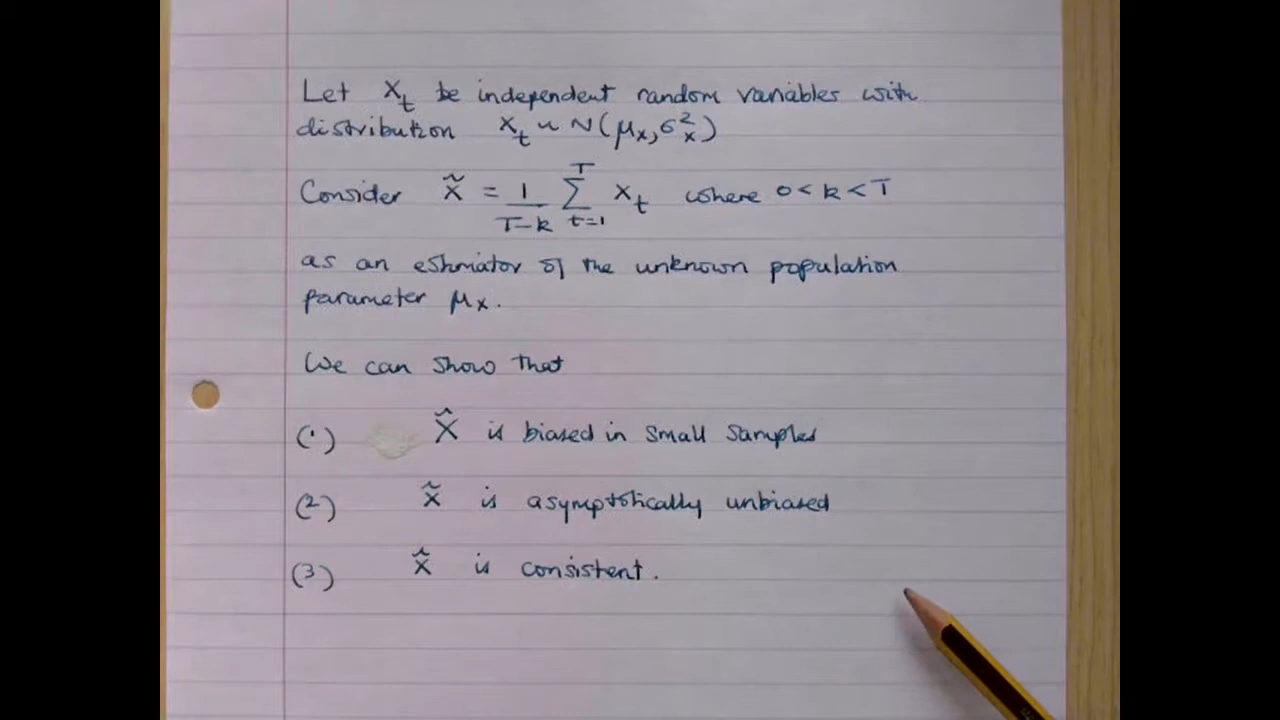 Let X_t be independent random variables with
distribution X_t ~ N(μ_x, σ_x^2)
Consider X̃ = 1/(T-k) ∑_{t=1}^{T} X_t where 0 < k < T
as an estimator of the unknown population
parameter μ_x.
We can show that
(1) X̃ is biased in small samples
(2) X̃ is asymptotically unbiased
(3) X̃ is consistent.